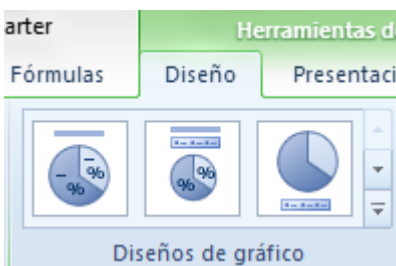 arter
Herramientas d
Fórmulas Diseño Presentaci
% %
% %
Diseños de gráfico